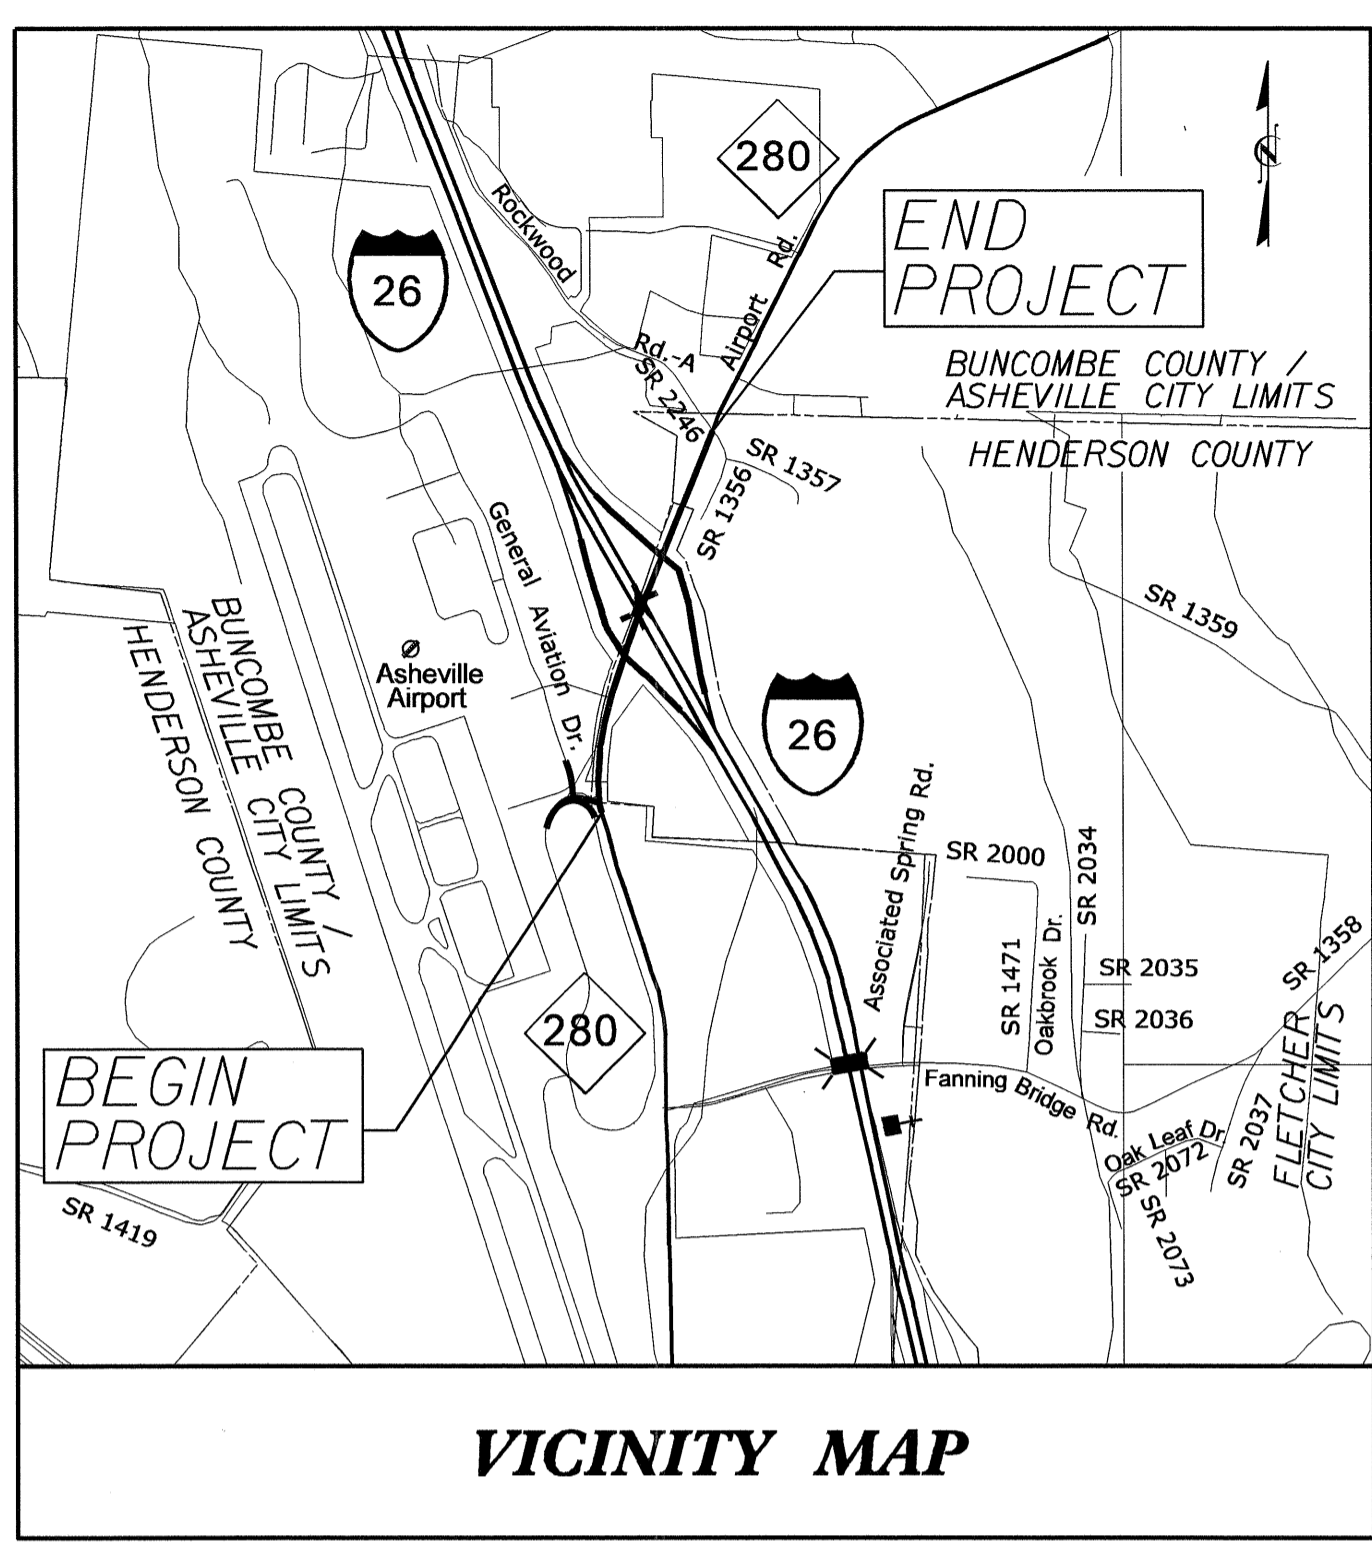 280
END
PROJECT
Rockwood
Rd.-A
SR 2246
Airport Rd.
26
BUNCOMBE COUNTY /
ASHEVILLE CITY LIMITS
HENDERSON COUNTY
SR 1357
SR 1356
General Aviation Dr.
SR 1359
BUNCOMBE COUNTY /
ASHEVILLE CITY LIMITS
HENDERSON COUNTY
Asheville
Airport
26
Associated Spring Rd.
SR 2000
SR 2034
SR 1471
Oakbrook Dr.
SR 2035
SR 2036
SR 1358
280
BEGIN
PROJECT
Fanning Bridge Rd.
Oak Leaf Dr
SR 2072
SR 2073
SR 2037
FLETCHER
CITY LIMITS
SR 1419
VICINITY MAP